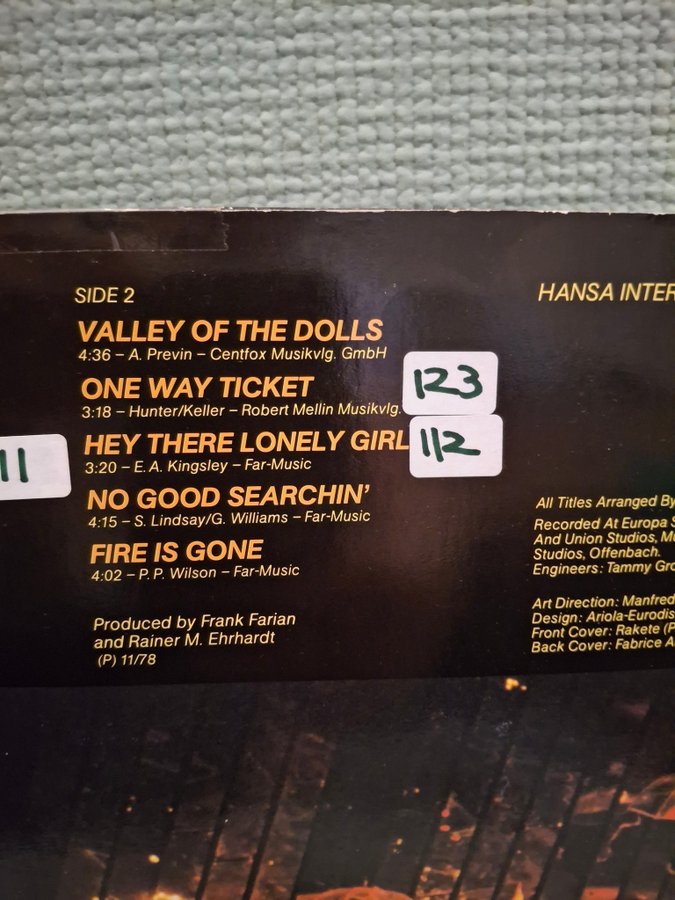 SIDE 2
VALLEY OF THE DOLLS
4:36 – A. Previn – Centfox Musikvlg. GmbH
ONE WAY TICKET
3:18 – Hunter/Keller – Robert Mellin Musikvlg.
123
HEY THERE LONELY GIRL
3:20 – E. A. Kingsley – Far-Music
112
11
NO GOOD SEARCHIN'
4:15 – S. Lindsay/G. Williams – Far-Music
FIRE IS GONE
4:02 – P. P. Wilson – Far-Music
Produced by Frank Farian
and Rainer M. Ehrhardt
(P) 11/78
HANSA INTER
All Titles Arranged By
Recorded At Europa S
And Union Studios, Mu
Studios, Offenbach.
Engineers: Tammy Gro
Art Direction: Manfred
Design: Ariola-Eurodis
Front Cover: Rakete (P
Back Cover: Fabrice A